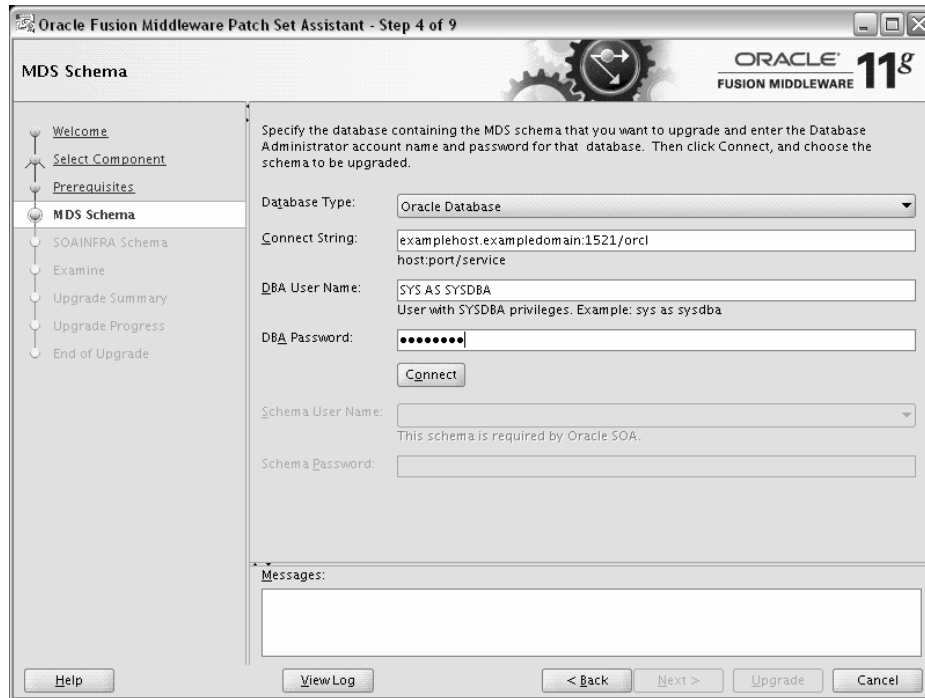 Oracle Fusion Middleware Patch Set Assistant - Step 4 of 9
MDS Schema
ORACLE
FUSION MIDDLEWARE
11g
Welcome
Select Component
Prerequisites
MDS Schema
SOAINFRA Schema
Examine
Upgrade Summary
Upgrade Progress
End of Upgrade
Specify the database containing the MDS schema that you want to upgrade and enter the Database
Administrator account name and password for that database. Then click Connect, and choose the
schema to be upgraded.
Database Type: Oracle Database
Connect String: examplehost.exampledomain:1521/orcl
host:port/service
DBA User Name: SYS AS SYSDBA
User with SYSDBA privileges. Example: sys as sysdba
DBA Password: ●●●●●●●●
Connect
Schema User Name:
This schema is required by Oracle SOA.
Schema Password:
Messages:
Help View Log < Back Next > Upgrade Cancel